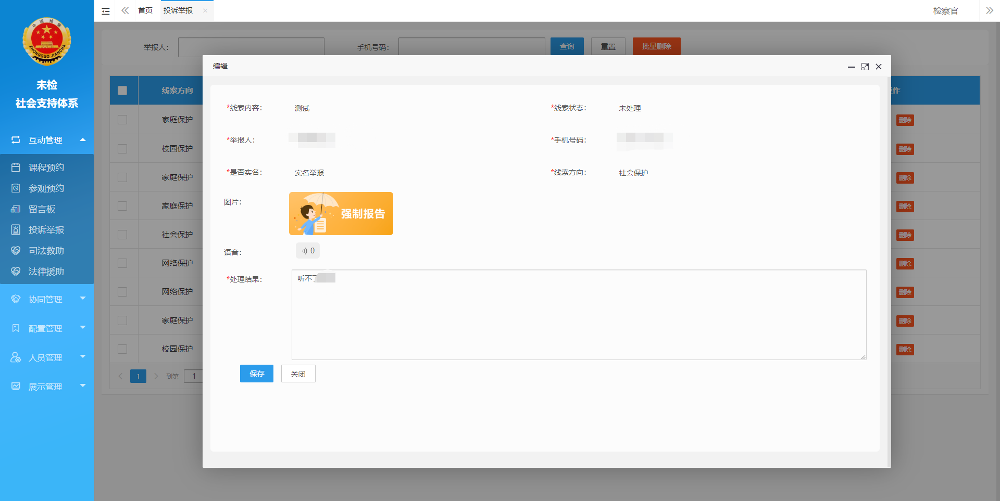 中国检察
ZHONGGUO JIANCHA
未检
社会支持体系
互动管理
课程预约
参观预约
留言板
投诉举报
司法救助
法律援助
协同管理
配置管理
人员管理
展示管理
首页
投诉举报
检察官
举报人：
手机号码：
查询
重置
批量删除
线索方向
作
家庭保护
删除
校园保护
删除
家庭保护
删除
家庭保护
删除
社会保护
删除
网络保护
删除
网络保护
删除
家庭保护
删除
校园保护
删除
1
到第
1
编辑
*线索内容：
测试
*线索状态：
未处理
*举报人：
*手机号码：
*是否实名：
实名举报
*线索方向：
社会保护
图片：
强制报告
语音：
0
*处理结果：
听不
保存
关闭